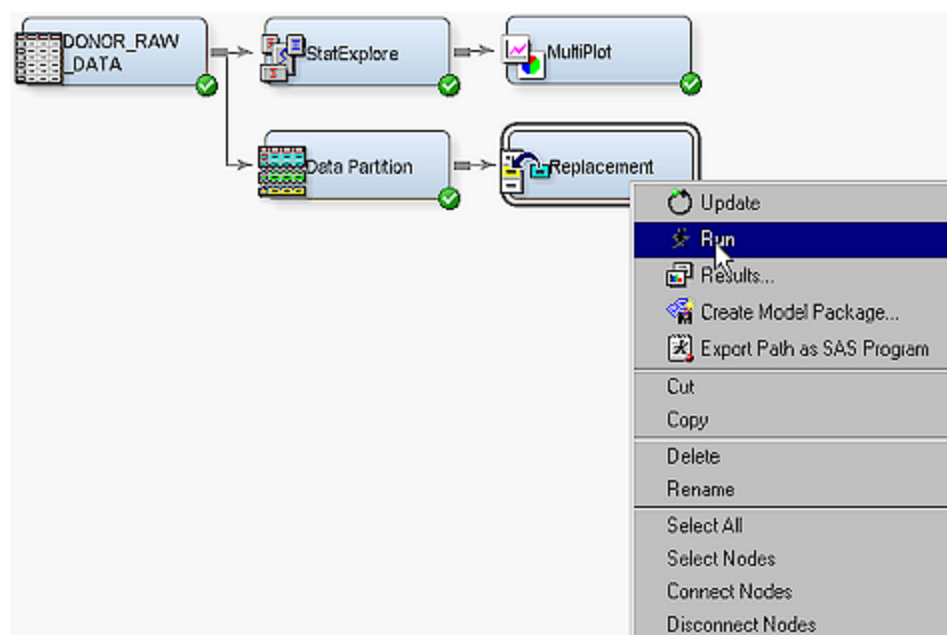 DONOR_RAW
_DATA
StatExplore
MultiPlot
Data Partition
Replacement
Update
Run
Results...
Create Model Package...
Export Path as SAS Program
Cut
Copy
Delete
Rename
Select All
Select Nodes
Connect Nodes
Disconnect Nodes